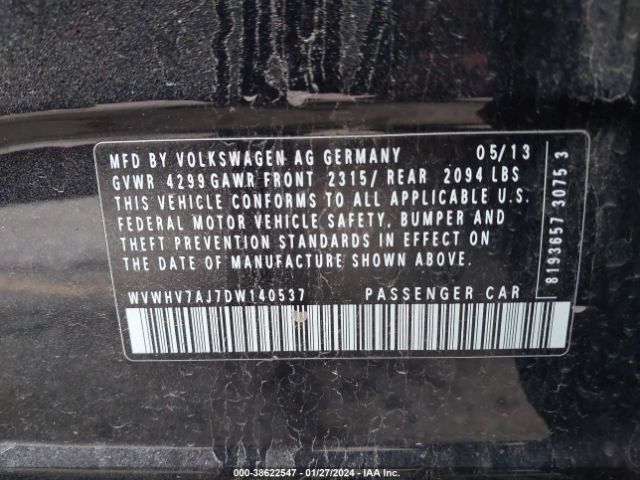 MFD BY VOLKSWAGEN AG GERMANY 05/13
GVWR 4299 GAWR FRONT 2315/ REAR 2094 LBS
THIS VEHICLE CONFORMS TO ALL APPLICABLE U.S.
FEDERAL MOTOR VEHICLE SAFETY, BUMPER AND
THEFT PREVENTION STANDARDS IN EFFECT ON
THE DATE OF MANUFACTURE SHOWN ABOVE.
WVWHV7AJ7DW140537 PASSENGER CAR
8193657 3075 3
000-38622547 - 01/27/2024 - IAA Inc.